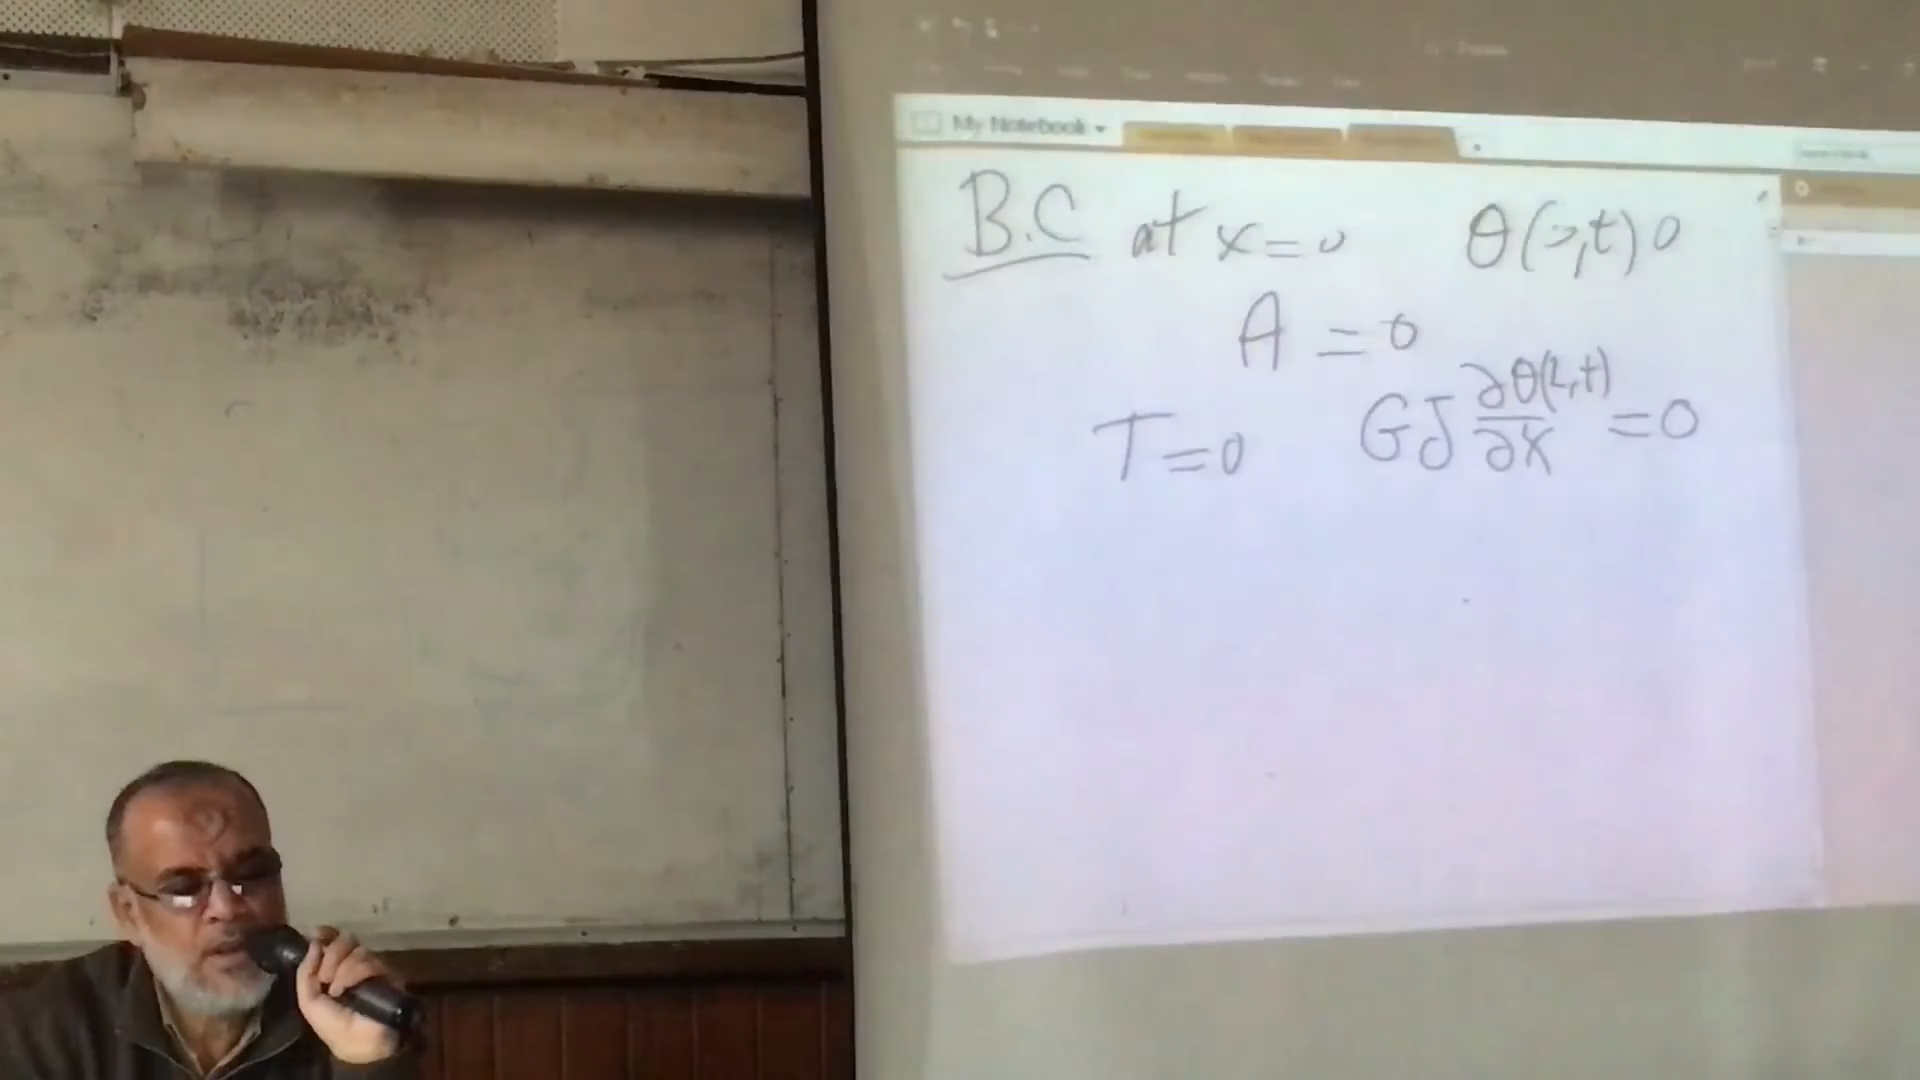 My Notebook
B.C at x=0 θ(0,t) 0
A = 0
T=0 GJ ∂θ(L,t)/∂x = 0